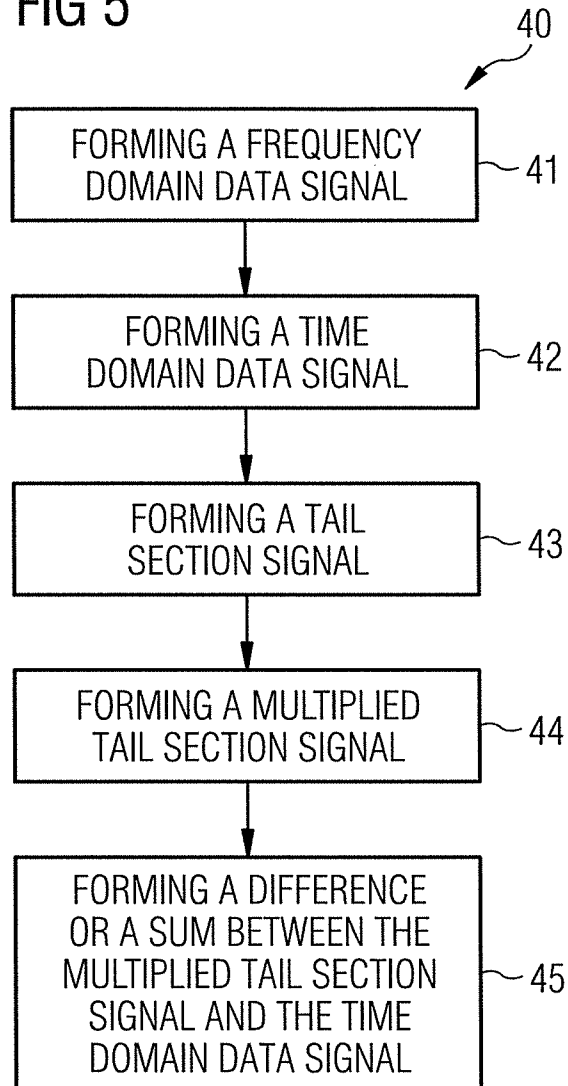 FIG 5
40
FORMING A FREQUENCY
DOMAIN DATA SIGNAL
41
FORMING A TIME
DOMAIN DATA SIGNAL
42
FORMING A TAIL
SECTION SIGNAL
43
FORMING A MULTIPLIED
TAIL SECTION SIGNAL
44
FORMING A DIFFERENCE
OR A SUM BETWEEN THE
MULTIPLIED TAIL SECTION
SIGNAL AND THE TIME
DOMAIN DATA SIGNAL
45